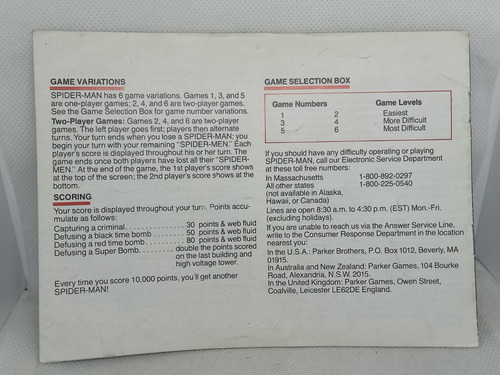 GAME VARIATIONS
SPIDER-MAN has 6 game variations. Games 1, 3, and 5
are one-player games; 2, 4, and 6 are two-player games.
See the Game Selection Box for game number variations.
Two-Player Games: Games 2, 4, and 6 are two-player
games. The left player goes first; players then alternate
turns. Your turn ends when you lose a SPIDER-MAN; you
begin your turn with your remaining "SPIDER-MEN." Each
player's score is displayed throughout his or her turn. The
game ends once both players have lost all their "SPIDER-
MEN." At the end of the game, the 1st player's score shows
at the top of the screen; the 2nd player's score shows at the
bottom.
SCORING
Your score is displayed throughout your turn. Points accu-
mulate as follows:
Capturing a criminal . . . . . . . . . . . . . 30 points & web fluid
Defusing a black time bomb . . . . . . . . . 50 points & web fluid
Defusing a red time bomb . . . . . . . . . . 80 points & web fluid
Defusing a Super Bomb . . . . . . double the points scored
on the last building and
high voltage tower.
Every time you score 10,000 points, you'll get another
SPIDER-MAN!
GAME SELECTION BOX
Game Numbers Game Levels
1 2 Easiest
3 4 More Difficult
5 6 Most Difficult
If you should have any difficulty operating or playing
SPIDER-MAN, call our Electronic Service Department
at these toll free numbers:
In Massachusetts 1-800-892-0297
All other states 1-800-225-0540
(not available in Alaska,
Hawaii, or Canada)
Lines are open 8:30 a.m. to 4:30 p.m. (EST) Mon.-Fri.
(excluding holidays).
If you are unable to reach us via the Answer Service Line,
write to the Consumer Response Department in the location
nearest you:
In the U.S.A.: Parker Brothers, P.O. Box 1012, Beverly, MA
01915.
In Australia and New Zealand: Parker Games, 104 Bourke
Road, Alexandria, N.S.W. 2015.
In the United Kingdom: Parker Games, Owen Street,
Coalville, Leicester LE62DE England.